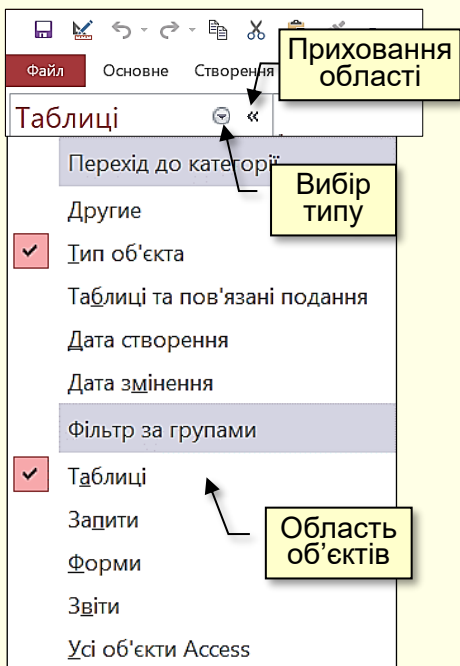 Файл Основне Створення
Приховання
області
Таблиці
Перехід до категорії
Вибір
типу
Другие
Тип об'єкта
Таблиці та пов'язані подання
Дата створення
Дата змінення
Фільтр за групами
Таблиці
Запити
Область
об’єктів
Форми
Звіти
Усі об'єкти Access